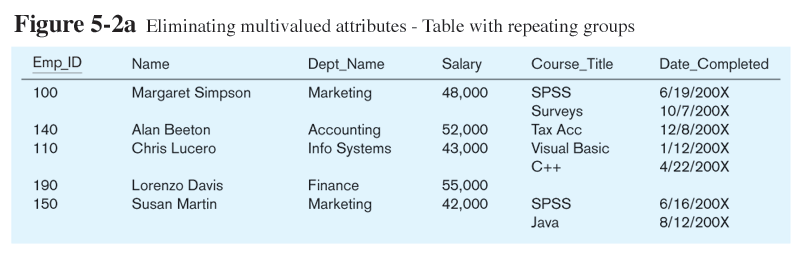 Figure 5-2a Eliminating multivalued attributes - Table with repeating groups
Emp_ID Name Dept_Name Salary Course_Title Date_Completed
100 Margaret Simpson Marketing 48,000 SPSS 6/19/200X
Surveys 10/7/200X
140 Alan Beeton Accounting 52,000 Tax Acc 12/8/200X
110 Chris Lucero Info Systems 43,000 Visual Basic 1/12/200X
C++ 4/22/200X
190 Lorenzo Davis Finance 55,000
150 Susan Martin Marketing 42,000 SPSS 6/16/200X
Java 8/12/200X